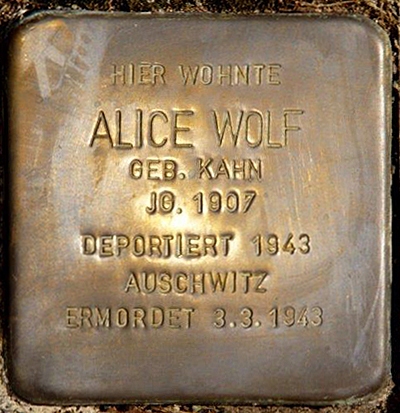 HIER WOHNTE
ALICE WOLF
GEB. KAHN
JG. 1907
DEPORTIERT 1943
AUSCHWITZ
ERMORDET 3.3.1943